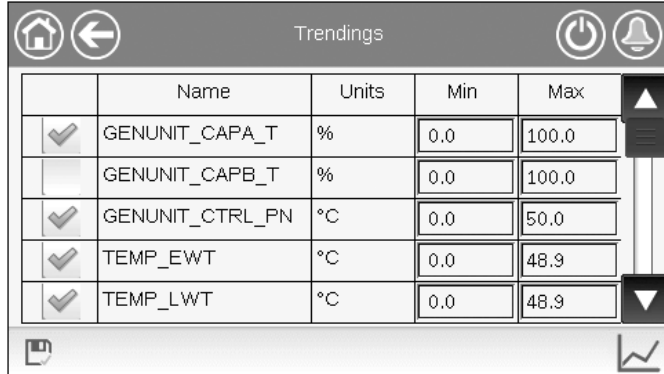 Trendings
Name Units Min Max
GENUNIT_CAPA_T % 0.0 100.0
GENUNIT_CAPB_T % 0.0 100.0
GENUNIT_CTRL_PN °C 0.0 50.0
TEMP_EWT °C 0.0 48.9
TEMP_LWT °C 0.0 48.9